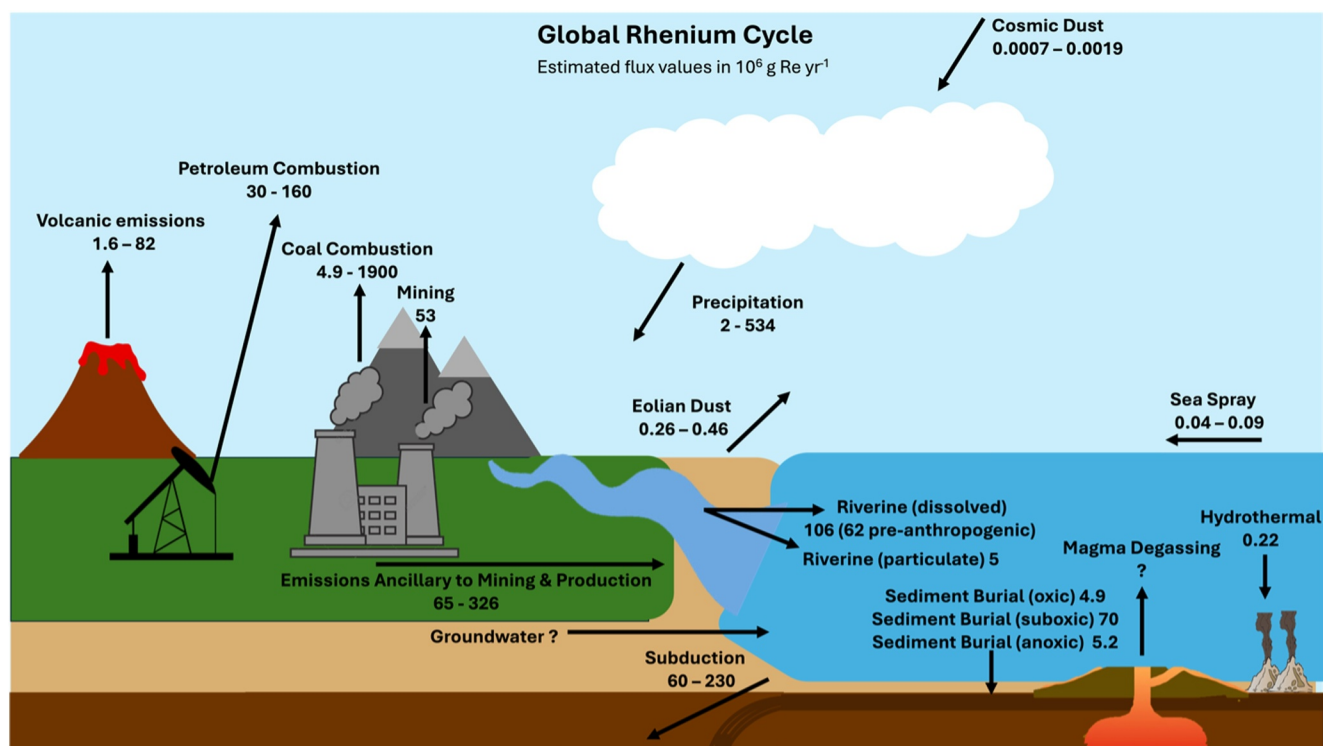 Global Rhenium Cycle
Estimated flux values in 10⁶ g Re yr⁻¹
Cosmic Dust
0.0007 – 0.0019
Petroleum Combustion
30 - 160
Volcanic emissions
1.6 – 82
Coal Combustion
4.9 - 1900
Mining
53
Precipitation
2 - 534
Eolian Dust
0.26 – 0.46
Sea Spray
0.04 – 0.09
Riverine (dissolved)
106 (62 pre-anthropogenic)
Riverine (particulate) 5
Hydrothermal
0.22
Magma Degassing
?
Emissions Ancillary to Mining & Production
65 - 326
Sediment Burial (oxic) 4.9
Sediment Burial (suboxic) 70
Sediment Burial (anoxic) 5.2
Groundwater ?
Subduction
60 – 230